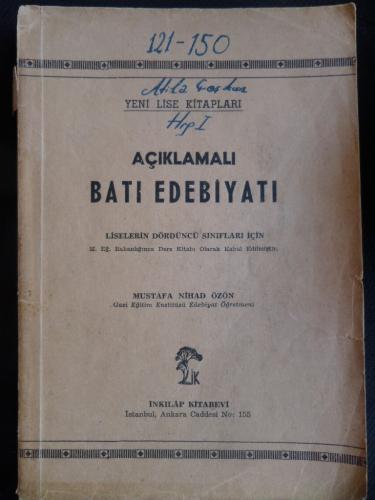 121-150
YENİ LİSE KİTAPLARI
AÇIKLAMALI
BATI EDEBİYATI
LİSELERİN DÖRDÜNCÜ SINIFLARI İÇİN
M. Eğ. Bakanlığınca Ders Kitabı Olarak Kabul Edilmiştir.
MUSTAFA NİHAD ÖZÖN
Gazi Eğitim Enstitüsü Edebiyat Öğretmeni
İK
İNKILÂP KİTABEVİ
İstanbul, Ankara Caddesi No: 155